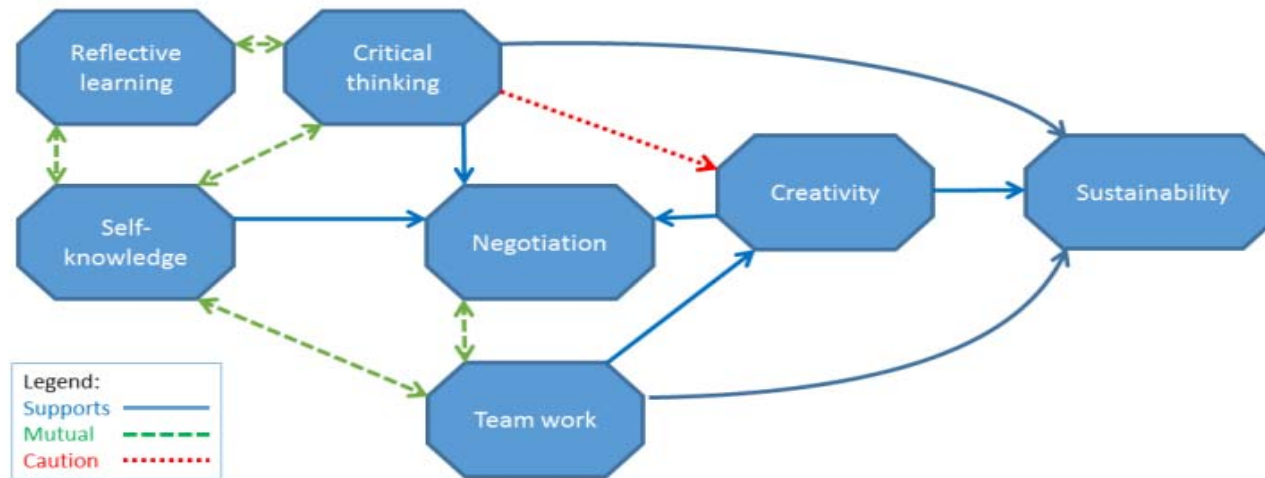 Reflective
learning
Critical
thinking
Creativity
Sustainability
Self-
knowledge
Negotiation
Team work
Legend:
Supports
Mutual
Caution